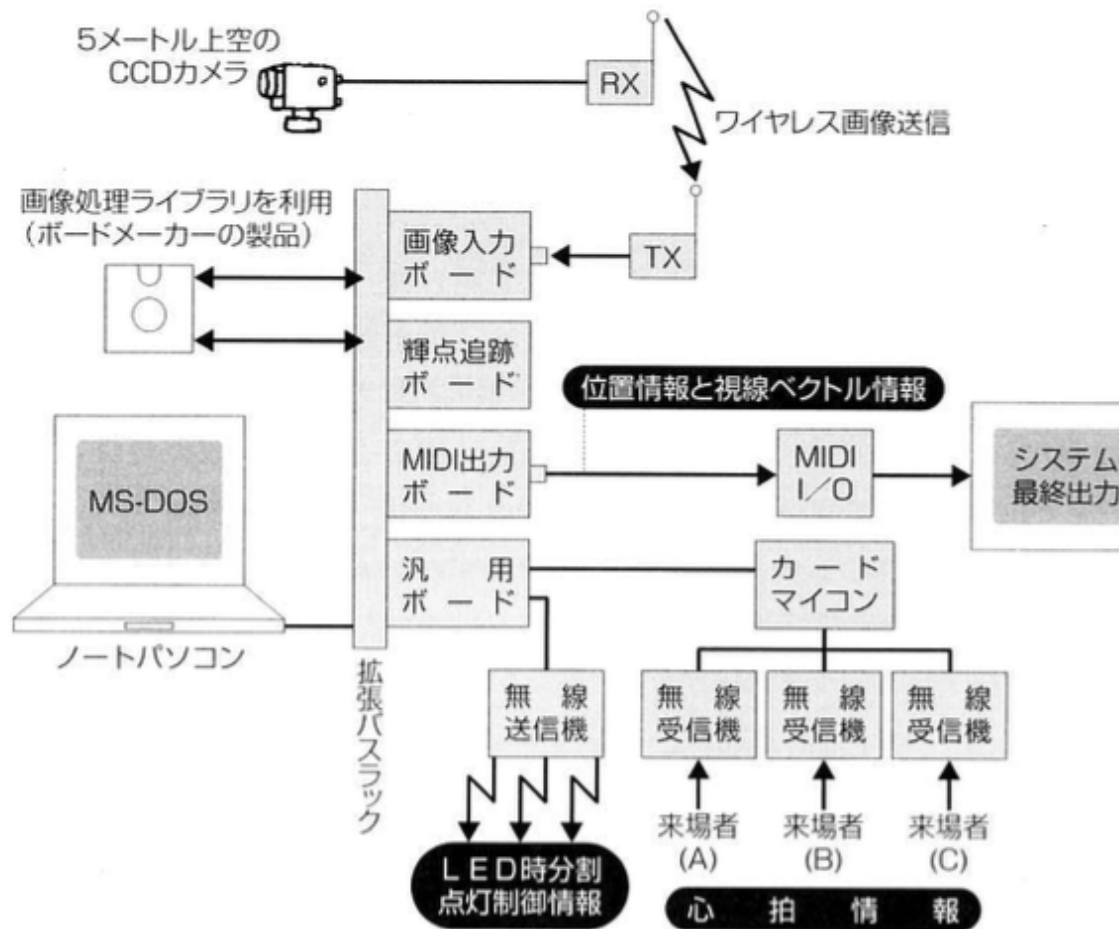 5メートル上空の
CCDカメラ
RX
ワイヤレス画像送信
画像処理ライブラリを利用
(ボードメーカーの製品)
画像入力
ボード
TX
輝点追跡
ボード
位置情報と視線ベクトル情報
MIDI出力
ボード
MIDI
I/O
システム
最終出力
MS-DOS
汎用
ボード
カード
マイコン
ノートパソコン
拡張バスラック
無線
送信機
無線
受信機
無線
受信機
無線
受信機
来場者
(A)
来場者
(B)
来場者
(C)
LED時分割
点灯制御情報
心拍情報